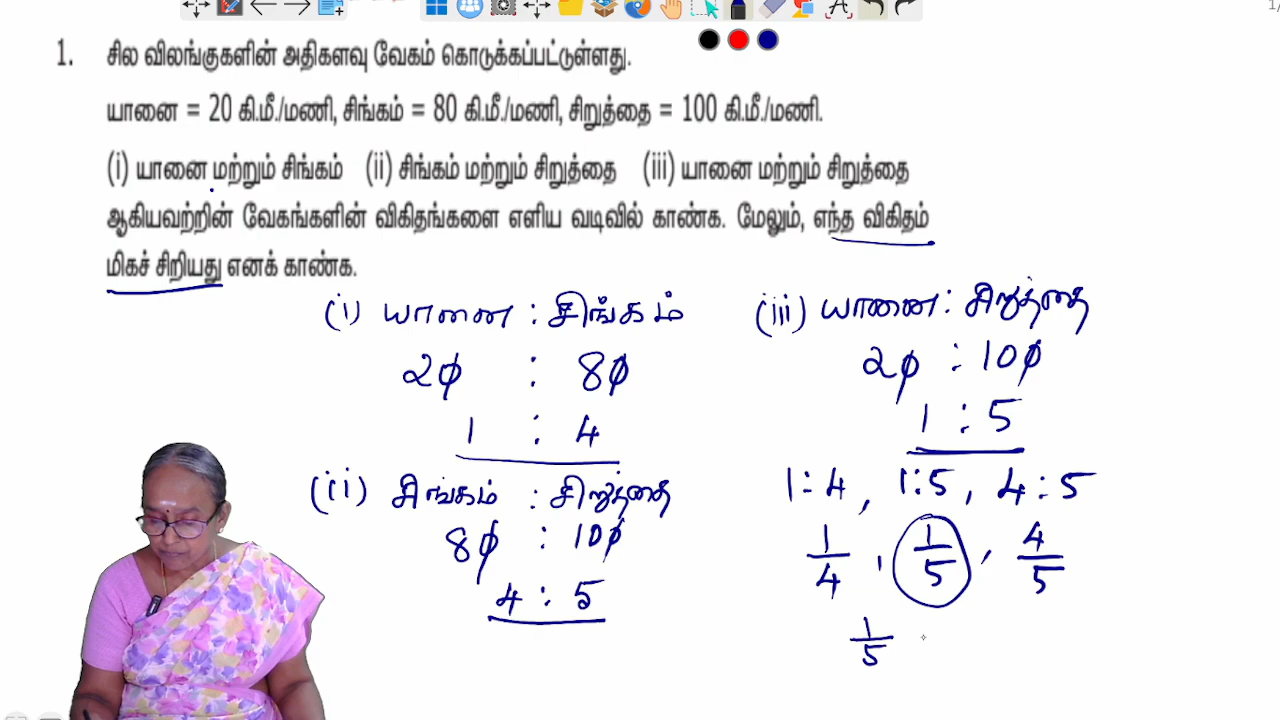 1. சில விலங்குகளின் அதிகளவு வேகம் கொடுக்கப்பட்டுள்ளது.
யானை = 20 கி.மீ./மணி, சிங்கம் = 80 கி.மீ./மணி, சிறுத்தை = 100 கி.மீ./மணி.
(i) யானை மற்றும் சிங்கம் (ii) சிங்கம் மற்றும் சிறுத்தை (iii) யானை மற்றும் சிறுத்தை
ஆகியவற்றின் வேகங்களின் விகிதங்களை எளிய வடிவில் காண்க. மேலும், எந்த விகிதம்
மிகச் சிறியது எனக் காண்க.
(i) யானை : சிங்கம்
20 : 80
1 : 4
(ii) சிங்கம் : சிறுத்தை
80 : 100
4 : 5
(iii) யானை : சிறுத்தை
20 : 100
1 : 5
1:4, 1:5, 4:5
1/4, 1/5, 4/5
1/5